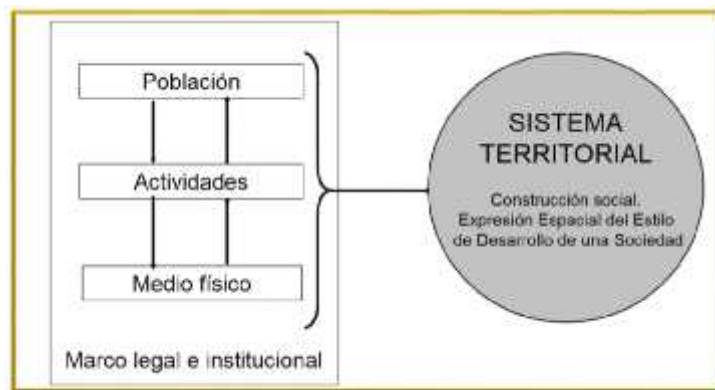 Población
Actividades
Medio físico
Marco legal e institucional
SISTEMA
TERRITORIAL
Construcción social.
Expresión Espacial del Estilo
de Desarrollo de una Sociedad